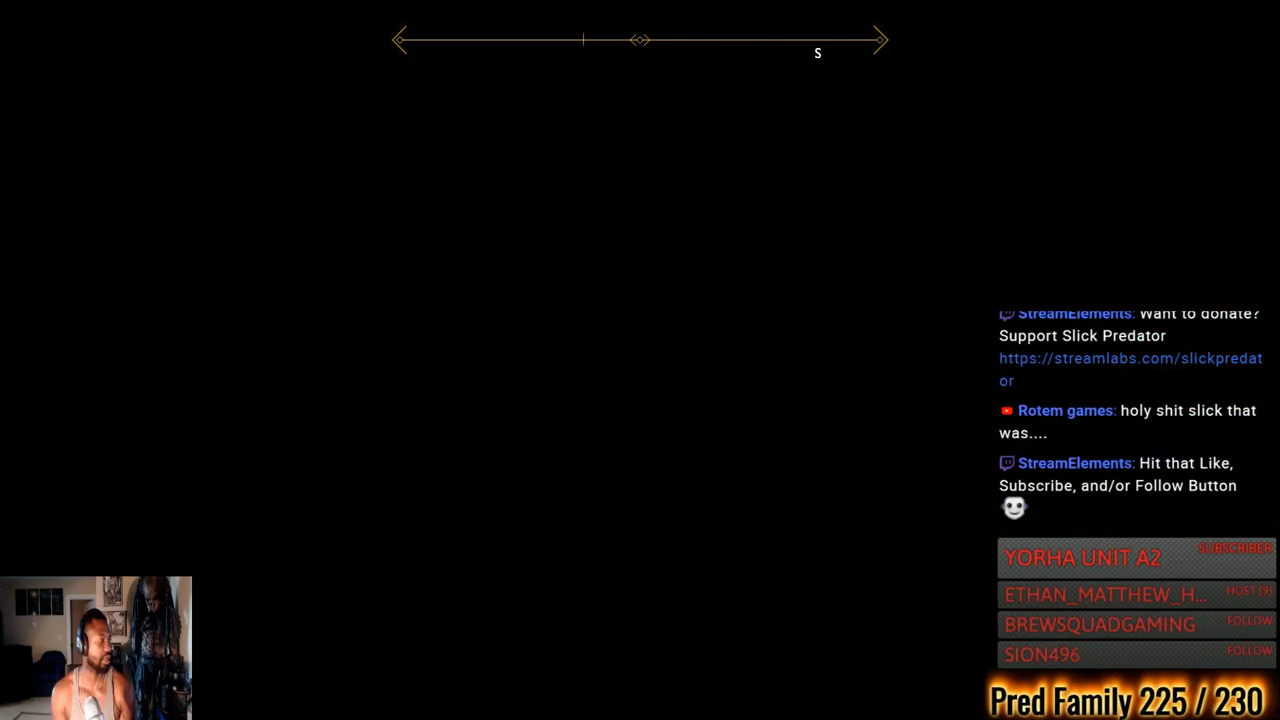 S
StreamElements: Want to donate?
Support Slick Predator
https://streamlabs.com/slickpredat
or
Rotem games: holy shit slick that
was....
StreamElements: Hit that Like,
Subscribe, and/or Follow Button
YORHA UNIT A2 SUBSCRIBER
ETHAN_MATTHEW_H... HOST (9)
BREWSQUADGAMING FOLLOW
SION496 FOLLOW
Pred Family 225 / 230